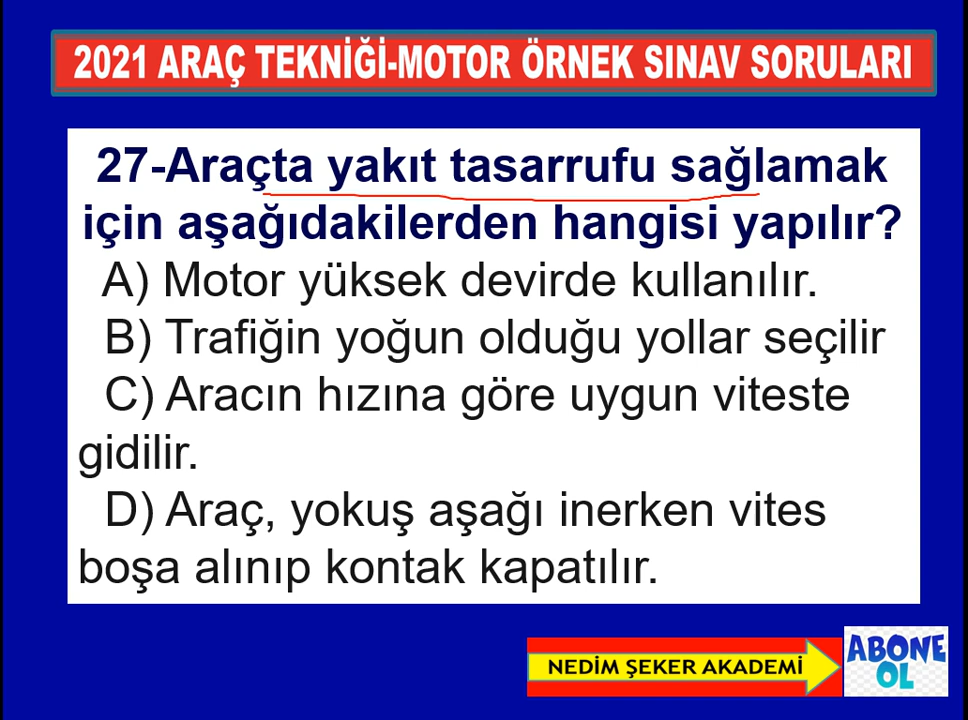 2021 ARAÇ TEKNİĞİ-MOTOR ÖRNEK SINAV SORULARI
27-Araçta yakıt tasarrufu sağlamak
için aşağıdakilerden hangisi yapılır?
A) Motor yüksek devirde kullanılır.
B) Trafiğin yoğun olduğu yollar seçilir
C) Aracın hızına göre uygun viteste
gidilir.
D) Araç, yokuş aşağı inerken vites
boşa alınıp kontak kapatılır.
NEDİM ŞEKER AKADEMİ
ABONE
OL